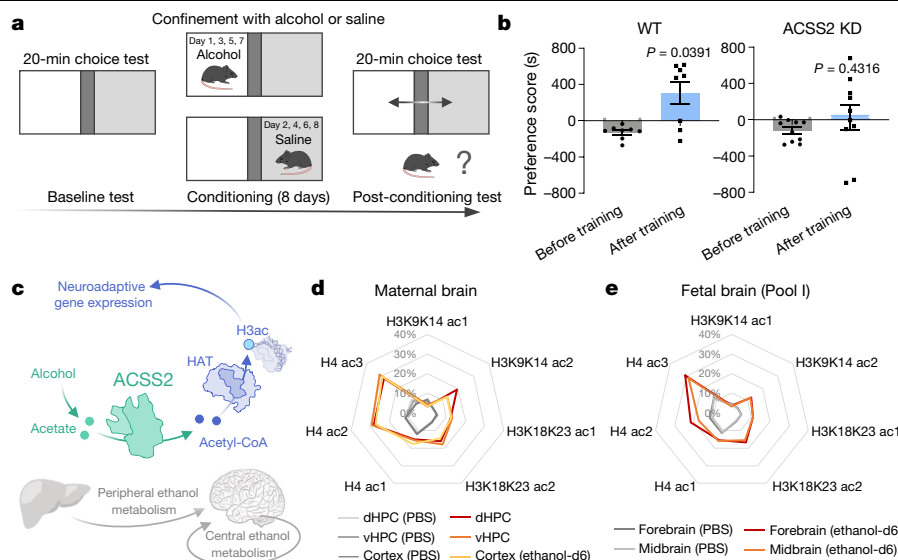 a
Confinement with alcohol or saline
20-min choice test
Day 1, 3, 5, 7
Alcohol
Day 2, 4, 6, 8
Saline
20-min choice test
?
Baseline test
Conditioning (8 days)
Post-conditioning test
b
WT
ACSS2 KD
Preference score (s)
800
400
0
−400
−800
P = 0.0391
Before training
After training
800
400
0
−400
−800
P = 0.4316
Before training
After training
c
Neuroadaptive
gene expression
H3ac
HAT
Alcohol
ACSS2
Acetate
Acetyl-CoA
Peripheral ethanol
metabolism
Central ethanol
metabolism
d
Maternal brain
H3K9K14 ac1
40%
30%
20%
10%
0%
H3K9K14 ac2
H3K18K23 ac1
H3K18K23 ac2
H4 ac1
H4 ac2
H4 ac3
dHPC (PBS)
dHPC
vHPC (PBS)
vHPC
Cortex (PBS)
Cortex (ethanol-d6)
e
Fetal brain (Pool I)
H3K9K14 ac1
40%
30%
20%
10%
0%
H3K9K14 ac2
H3K18K23 ac1
H3K18K23 ac2
H4 ac1
H4 ac2
H4 ac3
Forebrain (PBS)
Forebrain (ethanol-d6)
Midbrain (PBS)
Midbrain (ethanol-d6)